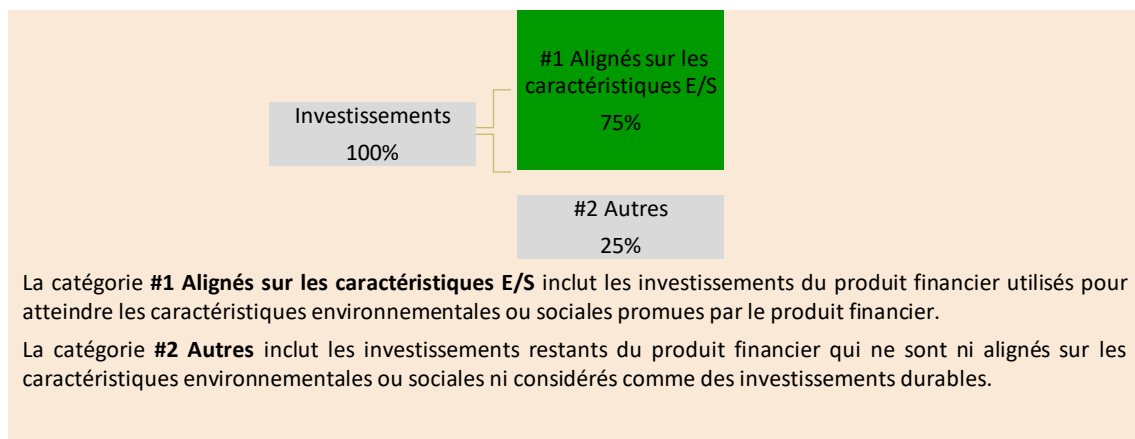 #1 Alignés sur les
caractéristiques E/S
75%
Investissements
100%
#2 Autres
25%
La catégorie #1 Alignés sur les caractéristiques E/S inclut les investissements du produit financier utilisés pour
atteindre les caractéristiques environnementales ou sociales promues par le produit financier.
La catégorie #2 Autres inclut les investissements restants du produit financier qui ne sont ni alignés sur les
caractéristiques environnementales ou sociales ni considérés comme des investissements durables.